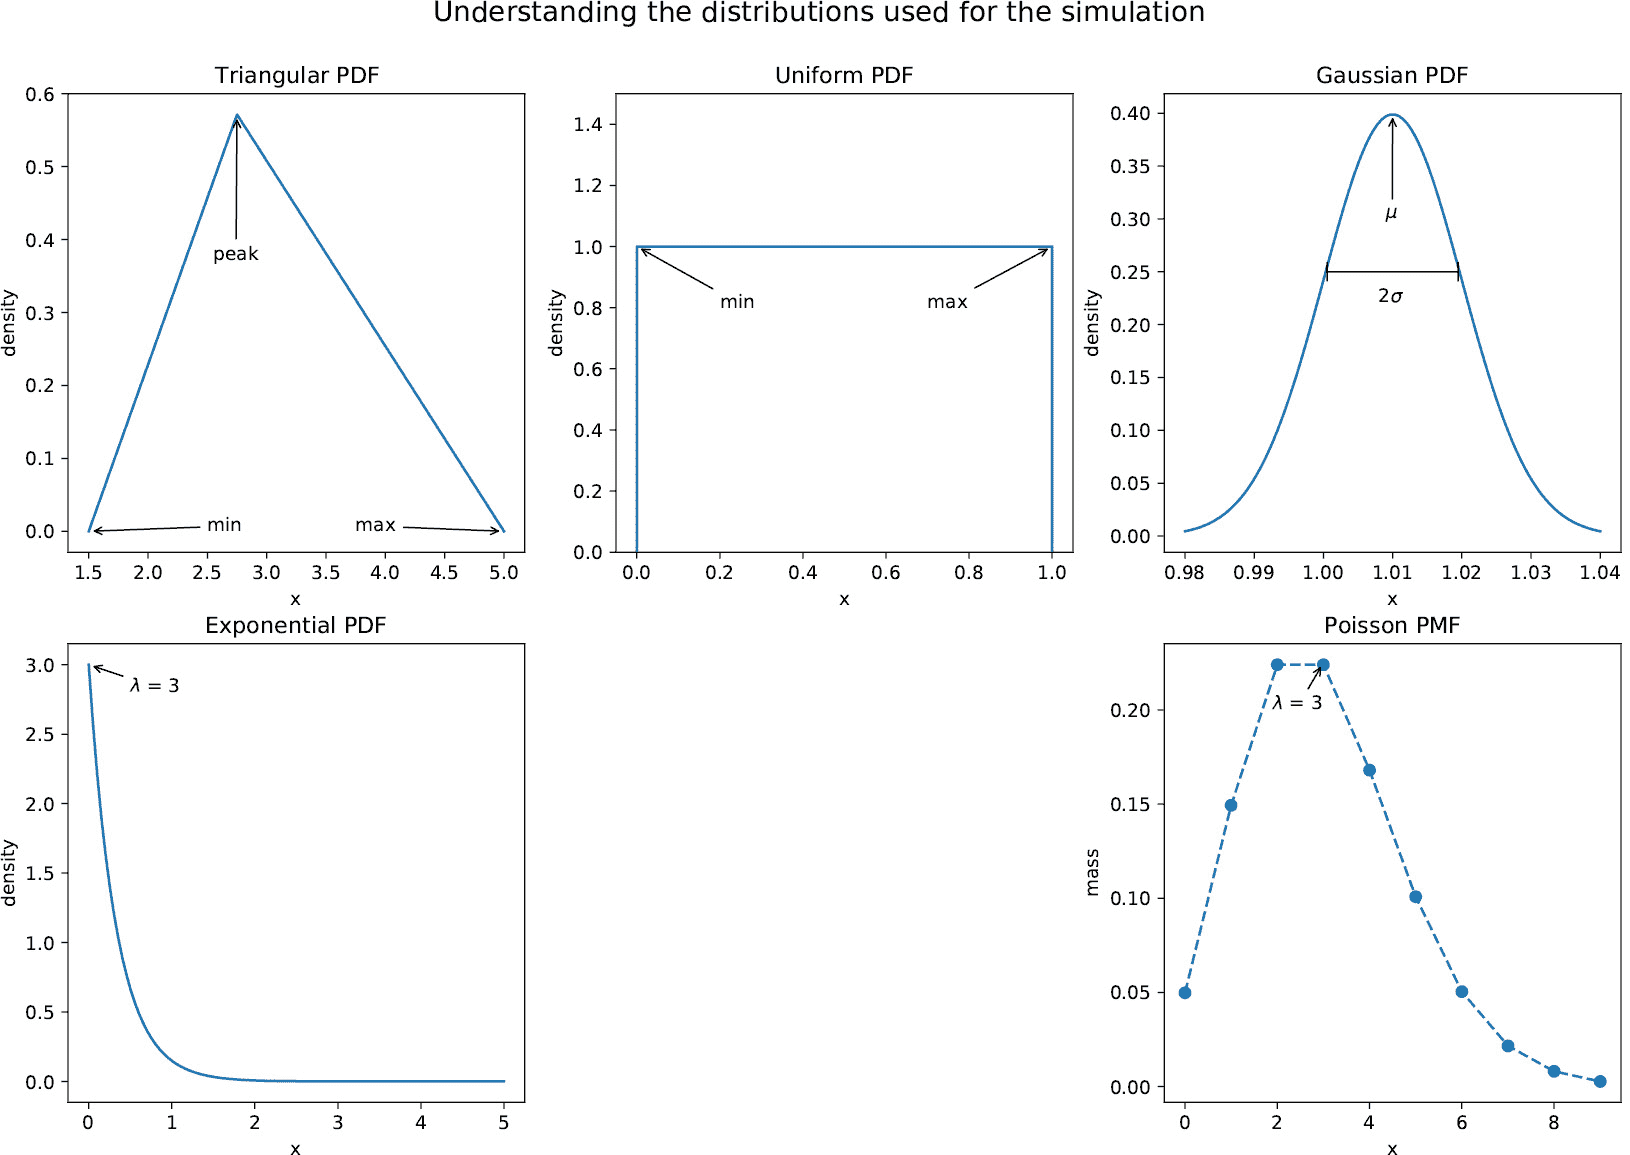 Understanding the distributions used for the simulation
Triangular PDF
0.6
0.5
0.4
0.3
0.2
0.1
0.0
density
peak
min
max
1.5 2.0 2.5 3.0 3.5 4.0 4.5 5.0
x
Uniform PDF
1.4
1.2
1.0
0.8
0.6
0.4
0.2
0.0
density
min
max
0.0 0.2 0.4 0.6 0.8 1.0
x
Gaussian PDF
0.40
0.35
0.30
0.25
0.20
0.15
0.10
0.05
0.00
density
μ
2σ
0.98 0.99 1.00 1.01 1.02 1.03 1.04
x
Exponential PDF
3.0
2.5
2.0
1.5
1.0
0.5
0.0
density
λ = 3
0 1 2 3 4 5
x
Poisson PMF
0.20
0.15
0.10
0.05
0.00
mass
λ = 3
0 2 4 6 8
x